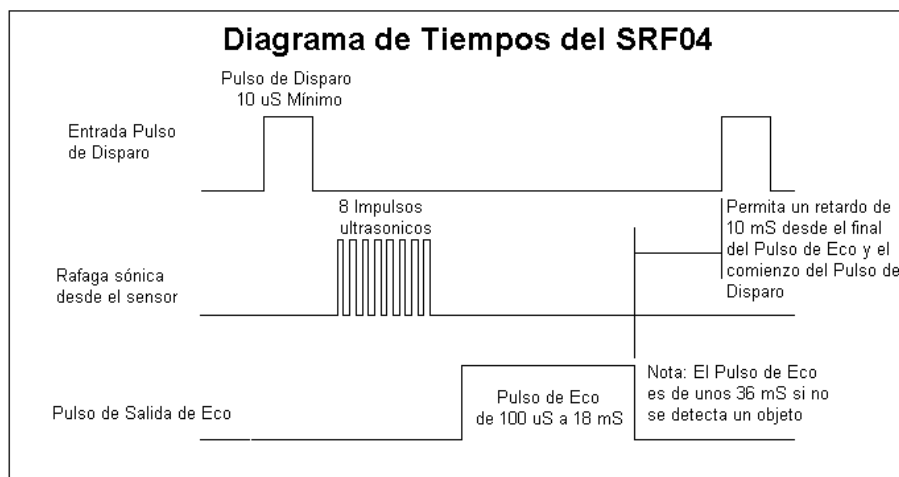 Diagrama de Tiempos del SRF04
Pulso de Disparo
10 uS Mínimo
Entrada Pulso
de Disparo
8 Impulsos
ultrasonicos
Permita un retardo de
10 mS desde el final
del Pulso de Eco y el
comienzo del Pulso de
Disparo
Rafaga sónica
desde el sensor
Pulso de Salida de Eco
Pulso de Eco
de 100 uS a 18 mS
Nota: El Pulso de Eco
es de unos 36 mS si no
se detecta un objeto